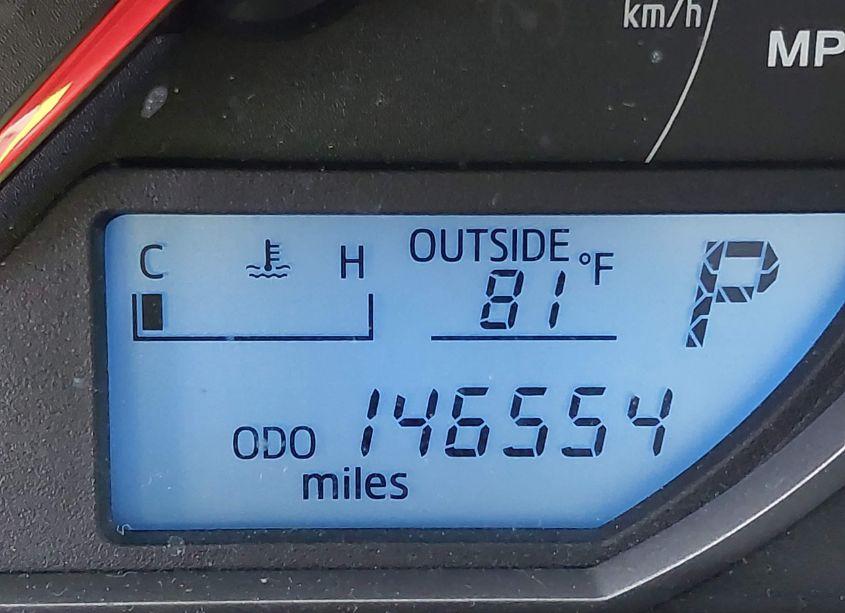 km/h
MP
C H OUTSIDE °F P
81
ODO 146554
miles